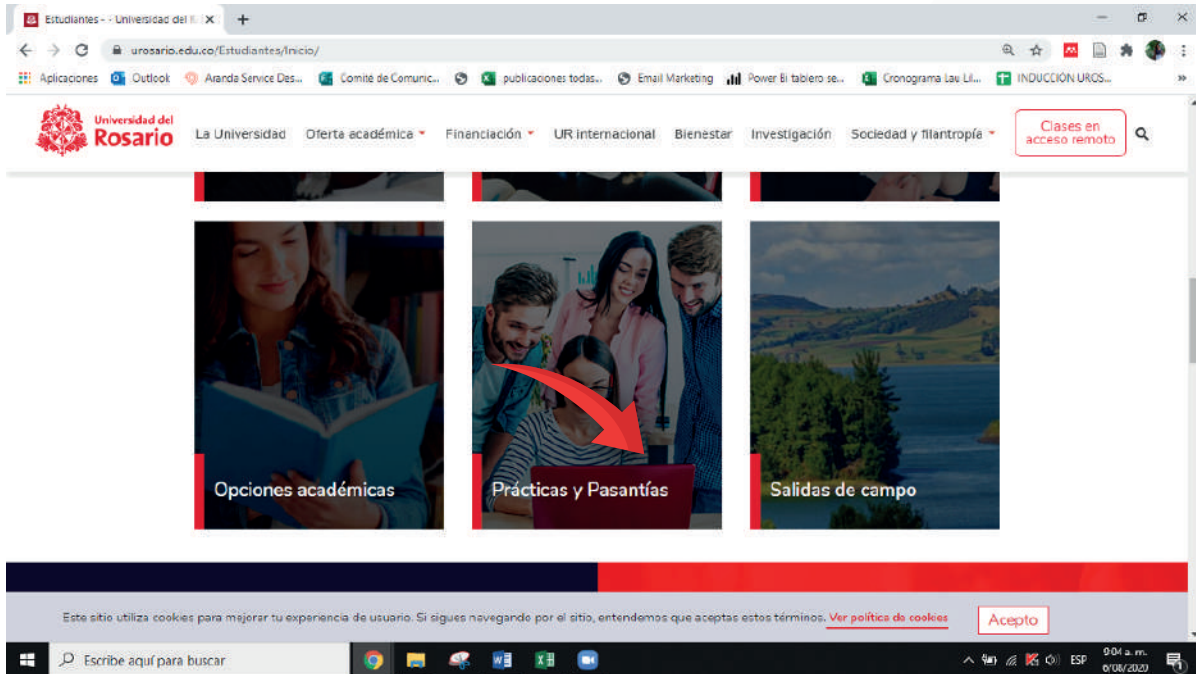 Estudiantes - - Universidad del R
urosario.edu.co/Estudiantes/Inicio/
Aplicaciones
Outlook
Aranda Service Des...
Comité de Comunic...
publicaciones todas...
Email Marketing
Power BI tablero se...
Cronograma Lau Lil...
INDUCCIÓN UROS...
Universidad del
Rosario
La Universidad
Oferta académica
Financiación
UR internacional
Bienestar
Investigación
Sociedad y filantropía
Clases en
acceso remoto
Opciones académicas
Prácticas y Pasantías
Salidas de campo
Este sitio utiliza cookies para mejorar tu experiencia de usuario. Si sigues navegando por el sitio, entendemos que aceptas estos términos. Ver política de cookies
Acepto
Escribe aquí para buscar
ESP
9:04 a. m.
6/08/2020